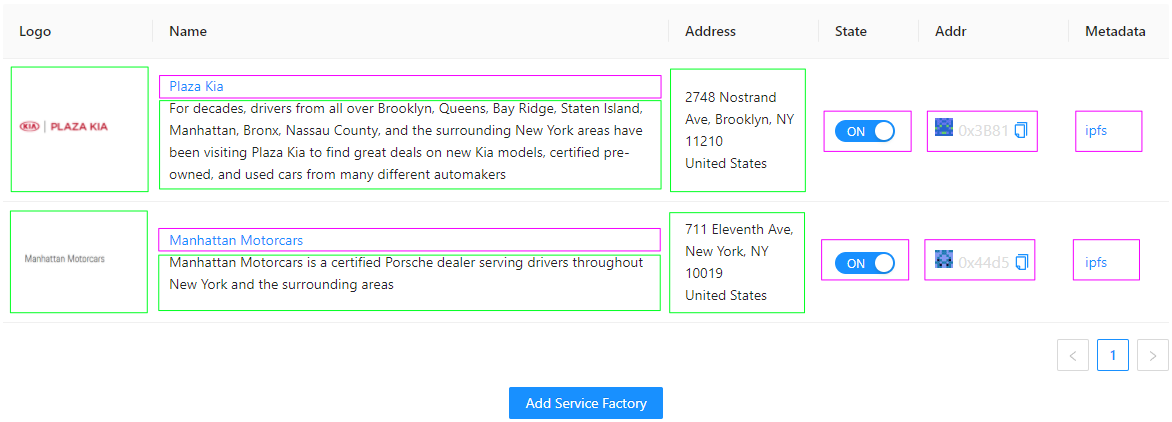 Logo Name Address State Addr Metadata
KIA PLAZA KIA
Plaza Kia
For decades, drivers from all over Brooklyn, Queens, Bay Ridge, Staten Island,
Manhattan, Bronx, Nassau County, and the surrounding New York areas have
been visiting Plaza Kia to find great deals on new Kia models, certified pre-
owned, and used cars from many different automakers
2748 Nostrand
Ave, Brooklyn, NY
11210
United States
ON
0x3B81
ipfs
Manhattan Motorcars
Manhattan Motorcars
Manhattan Motorcars is a certified Porsche dealer serving drivers throughout
New York and the surrounding areas
711 Eleventh Ave,
New York, NY
10019
United States
ON
0x44d5
ipfs
< 1 >
Add Service Factory